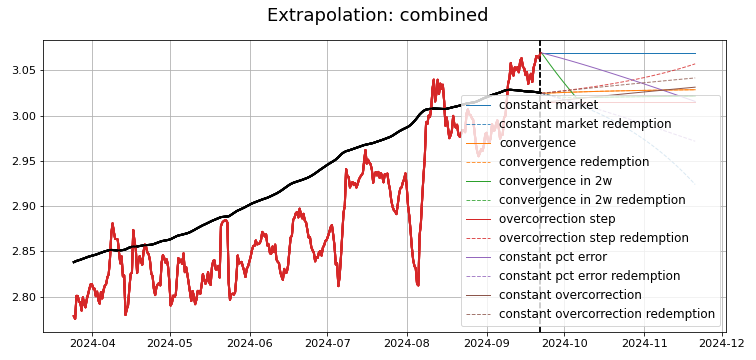 Extrapolation: combined
3.05
3.00
2.95
2.90
2.85
2.80
constant market
constant market redemption
convergence
convergence redemption
convergence in 2w
convergence in 2w redemption
overcorrection step
overcorrection step redemption
constant pct error
constant pct error redemption
constant overcorrection
constant overcorrection redemption
2024-04
2024-05
2024-06
2024-07
2024-08
2024-09
2024-10
2024-11
2024-12